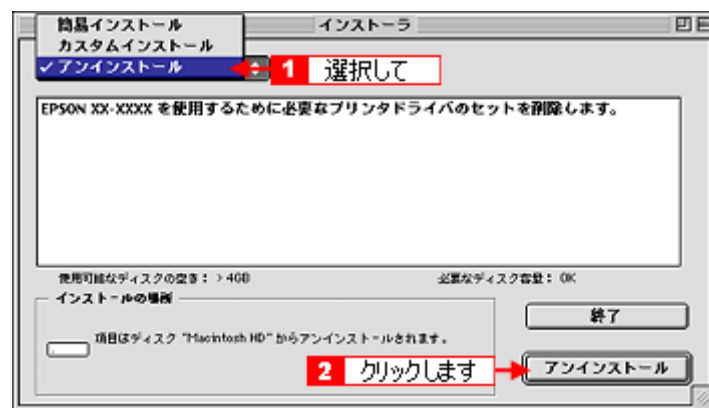 インストーラ
簡易インストール
カスタムインストール
✓アンインストール
1 選択して
EPSON XX-XXXX を使用するために必要なプリンタドライバのセットを削除します。
使用可能なディスクの空き： > 4GB
必要なディスク容量： OK
インストールの場所
項目はディスク "Macintosh HD" からアンインストールされます。
終了
2 クリックします
アンインストール